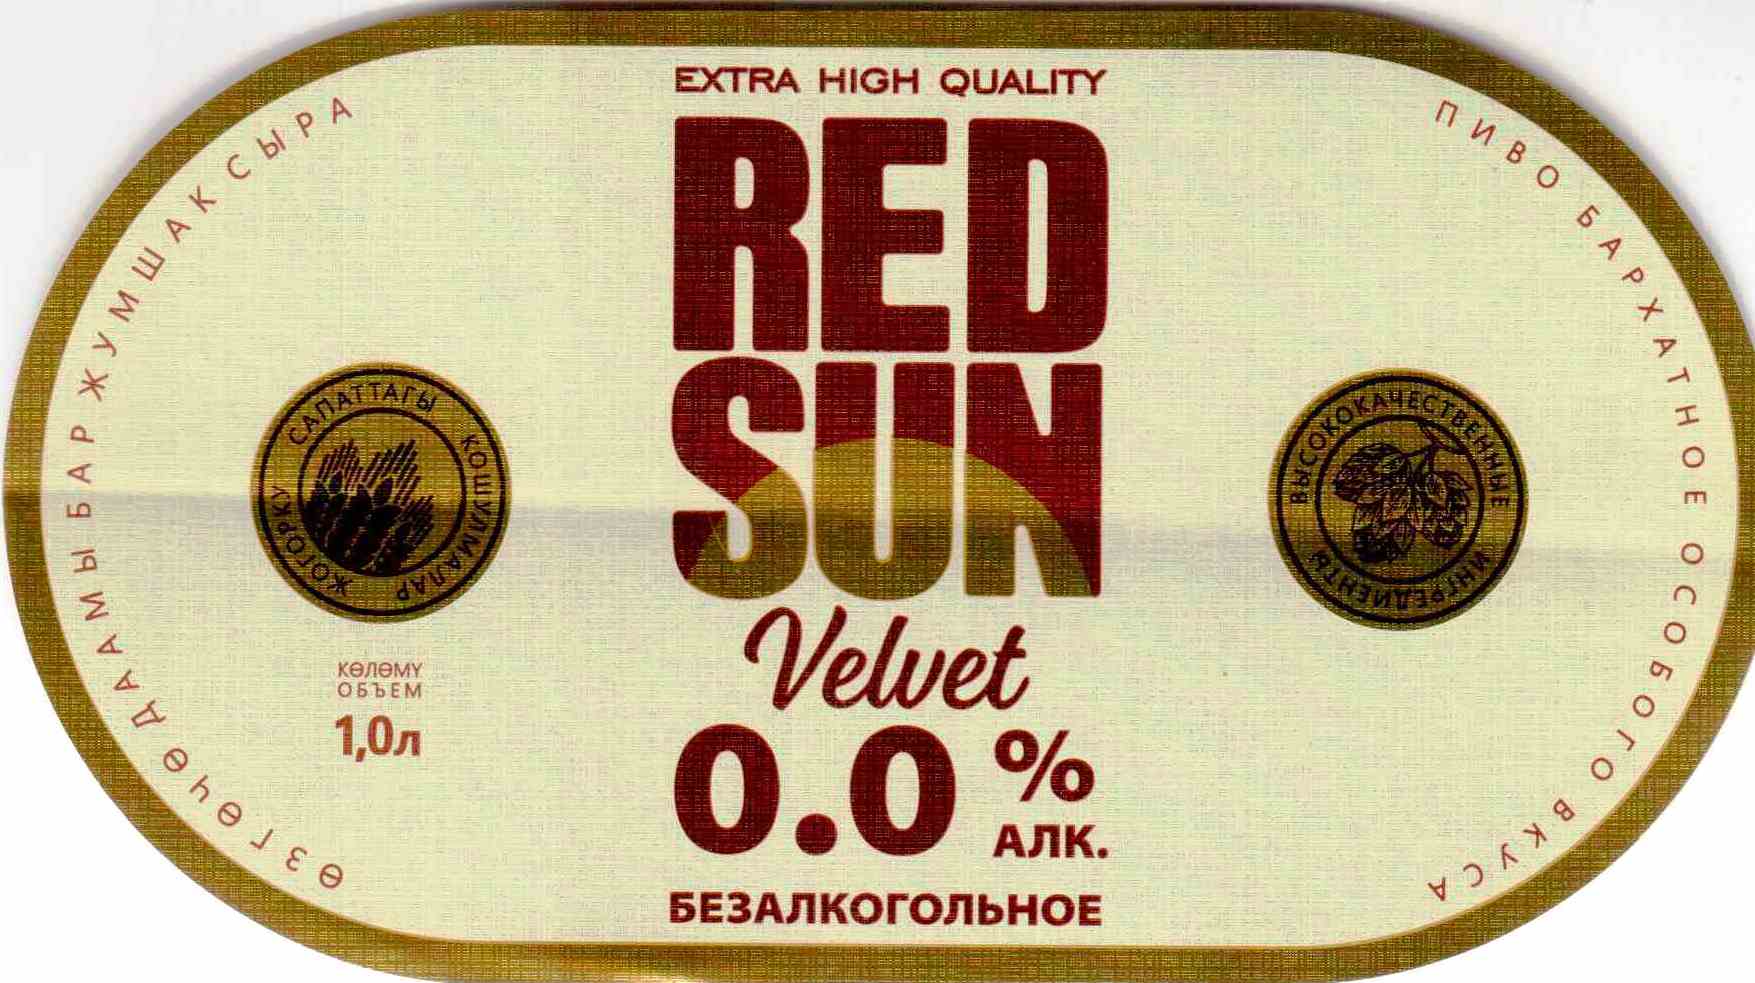 EXTRA HIGH QUALITY
RED
SUN
Velvet
0.0 %
АЛК.
БЕЗАЛКОГОЛЬНОЕ
ӨЗГӨЧӨ ДААМЫ БАР ЖУМШАК СЫРА
ЖОГОРКУ САПАТТАГЫ КОШУЛМАЛАР
КӨЛӨМҮ
ОБЪЕМ
1,0л
ПИВО БАРХАТНОЕ ОСОБОГО ВКУСА
ВЫСОКОКАЧЕСТВЕННЫЕ ИНГРЕДИЕНТЫ